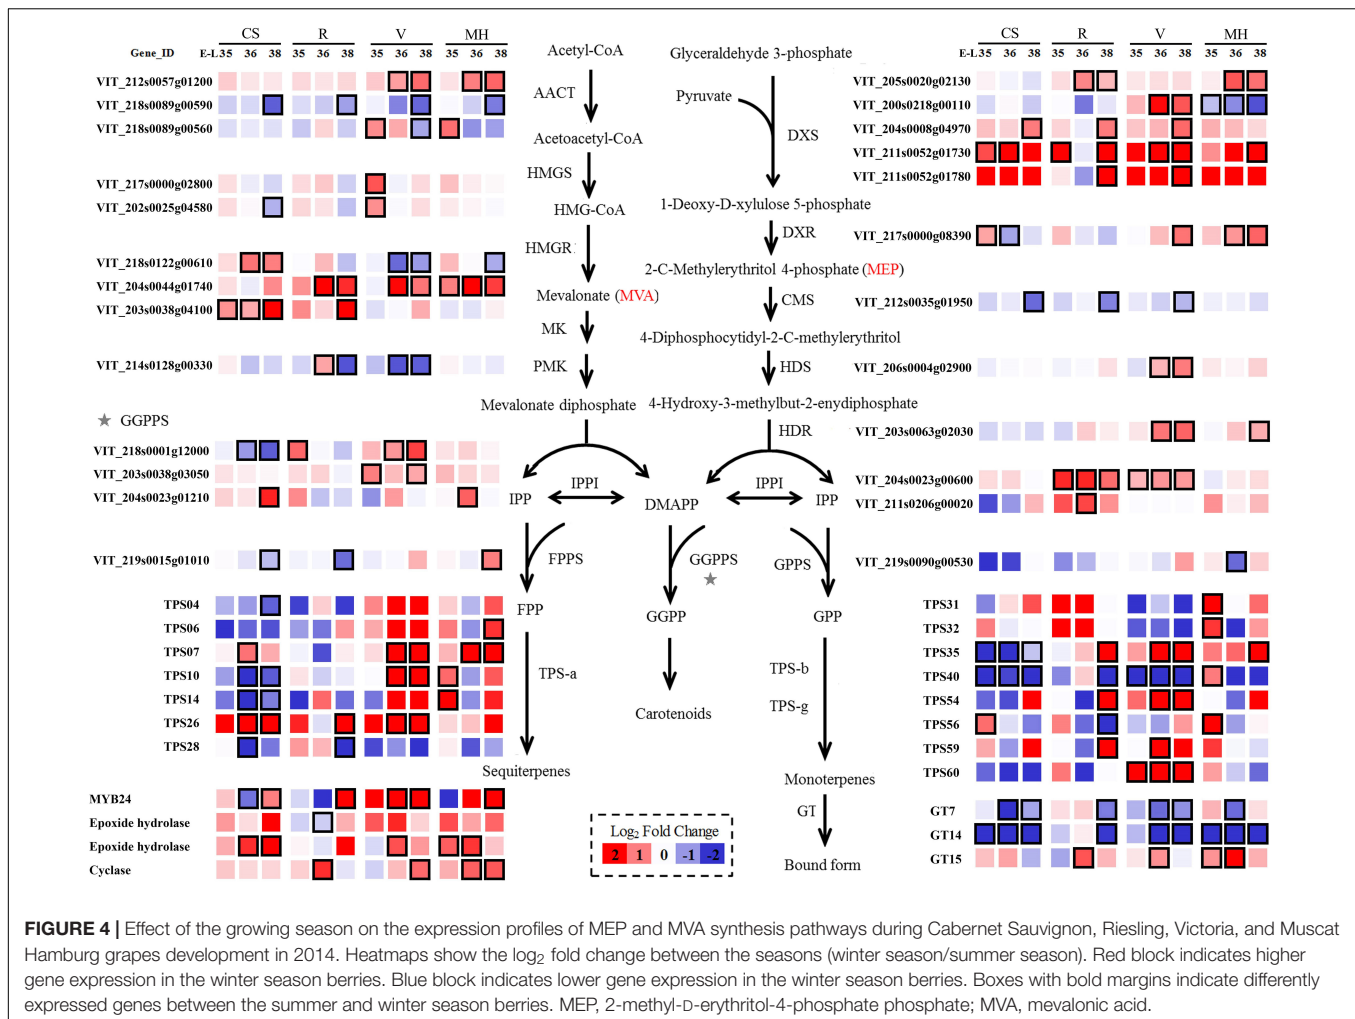 CS R V MH
Gene_ID E-L 35 36 38 35 36 38 35 36 38 35 36 38
VIT_212s0057g01200
VIT_218s0089g00590
VIT_218s0089g00560
VIT_217s0000g02800
VIT_202s0025g04580
VIT_218s0122g00610
VIT_204s0044g01740
VIT_203s0038g04100
VIT_214s0128g00330
★ GGPPS
VIT_218s0001g12000
VIT_203s0038g03050
VIT_204s0023g01210
VIT_219s0015g01010
TPS04
TPS06
TPS07
TPS10
TPS14
TPS26
TPS28
MYB24
Epoxide hydrolase
Epoxide hydrolase
Cyclase
Acetyl-CoA
AACT
Acetoacetyl-CoA
HMGS
HMG-CoA
HMGR
Mevalonate (MVA)
MK
PMK
Mevalonate diphosphate
IPP
IPPI
DMAPP
IPPI
IPP
FPPS
FPP
TPS-a
Sequiterpenes
GGPPS
★
GGPP
Carotenoids
Glyceraldehyde 3-phosphate
Pyruvate
DXS
1-Deoxy-D-xylulose 5-phosphate
DXR
2-C-Methylerythritol 4-phosphate (MEP)
CMS
4-Diphosphocytidyl-2-C-methylerythritol
HDS
4-Hydroxy-3-methylbut-2-enydiphosphate
HDR
GPPS
GPP
TPS-b
TPS-g
Monoterpenes
GT
Bound form
Log2 Fold Change
2 1 0 -1 -2
CS R V MH
Gene_ID E-L 35 36 38 35 36 38 35 36 38 35 36 38
VIT_205s0020g02130
VIT_200s0218g00110
VIT_204s0008g04970
VIT_211s0052g01730
VIT_211s0052g01780
VIT_217s0000g08390
VIT_212s0035g01950
VIT_206s0004g02900
VIT_203s0063g02030
VIT_204s0023g00600
VIT_211s0206g00020
VIT_219s0090g00530
TPS31
TPS32
TPS35
TPS40
TPS54
TPS56
TPS59
TPS60
GT7
GT14
GT15
FIGURE 4 | Effect of the growing season on the expression profiles of MEP and MVA synthesis pathways during Cabernet Sauvignon, Riesling, Victoria, and Muscat
Hamburg grapes development in 2014. Heatmaps show the log2 fold change between the seasons (winter season/summer season). Red block indicates higher
gene expression in the winter season berries. Blue block indicates lower gene expression in the winter season berries. Boxes with bold margins indicate differently
expressed genes between the summer and winter season berries. MEP, 2-methyl-D-erythritol-4-phosphate phosphate; MVA, mevalonic acid.